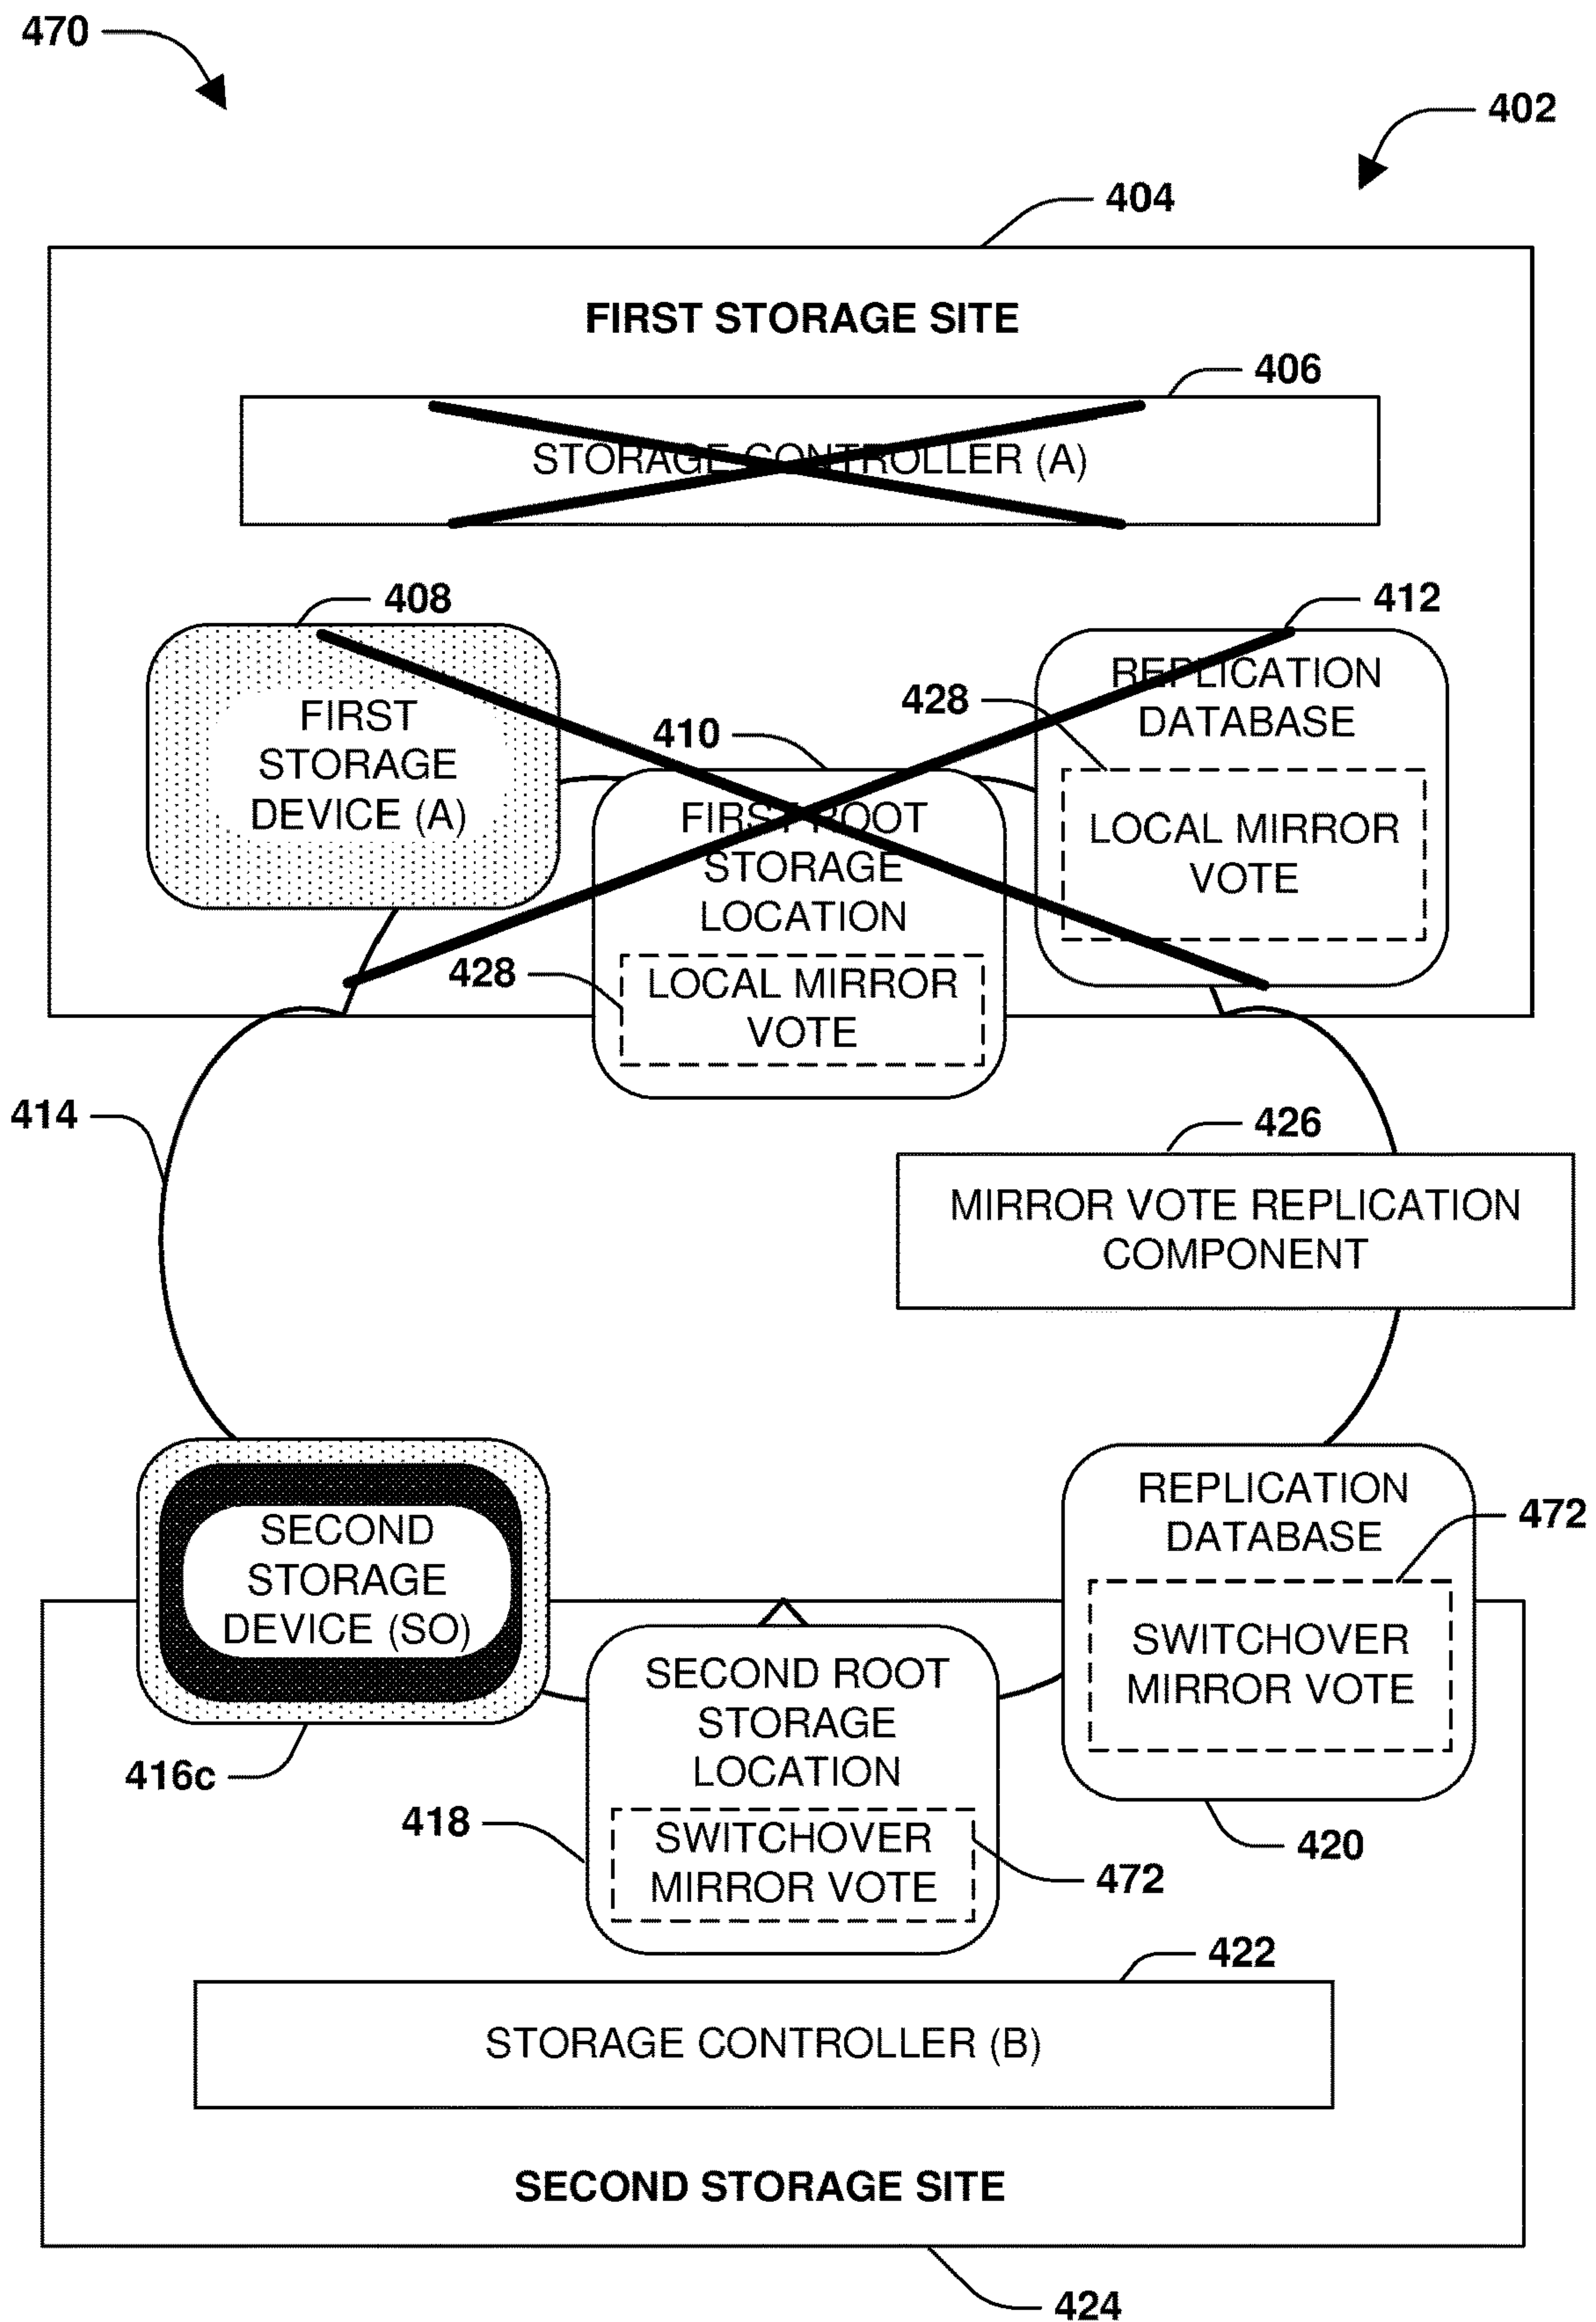 470
402
404
FIRST STORAGE SITE
406
STORAGE CONTROLLER (A)
408
412
FIRST
STORAGE
DEVICE (A)
410
428
REPLICATION
DATABASE
LOCAL MIRROR
VOTE
FIRST ROOT
STORAGE
LOCATION
428
LOCAL MIRROR
VOTE
414
426
MIRROR VOTE REPLICATION
COMPONENT
SECOND
STORAGE
DEVICE (SO)
416c
REPLICATION
DATABASE
472
SWITCHOVER
MIRROR VOTE
420
SECOND ROOT
STORAGE
LOCATION
418
SWITCHOVER
MIRROR VOTE
472
422
STORAGE CONTROLLER (B)
SECOND STORAGE SITE
424